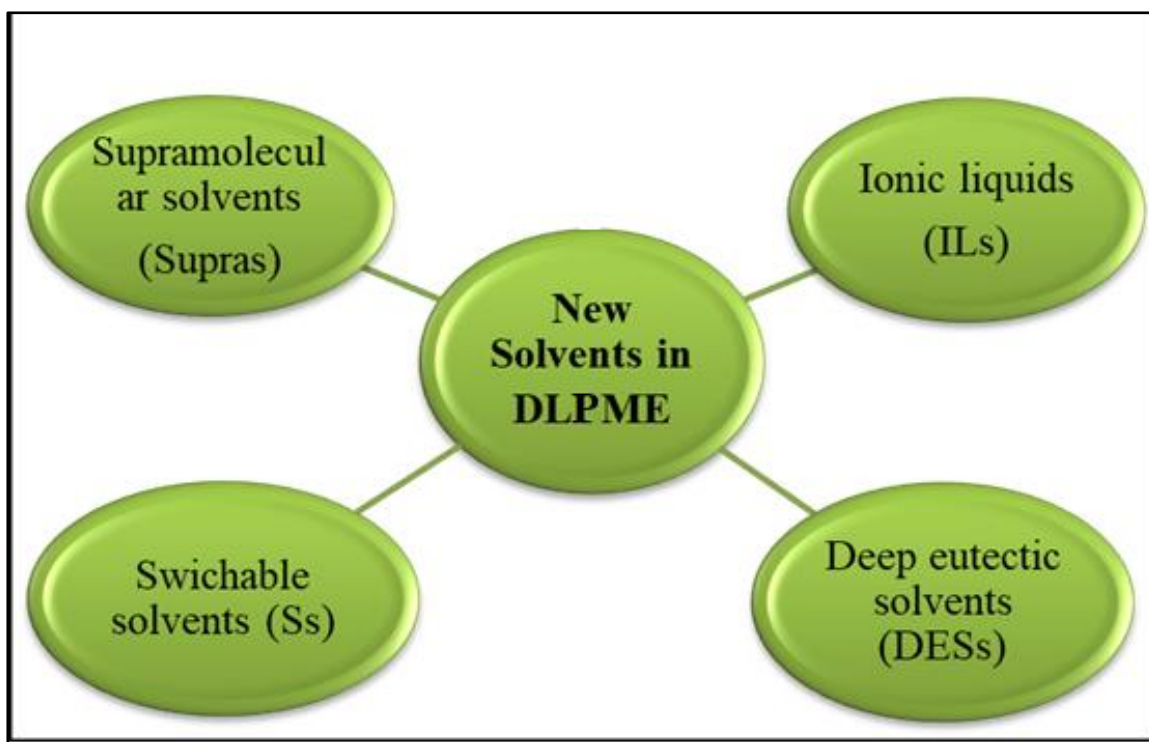 Supramolecul
ar solvents
(Supras)
Ionic liquids
(ILs)
New
Solvents in
DLPME
Swichable
solvents (Ss)
Deep eutectic
solvents
(DESs)